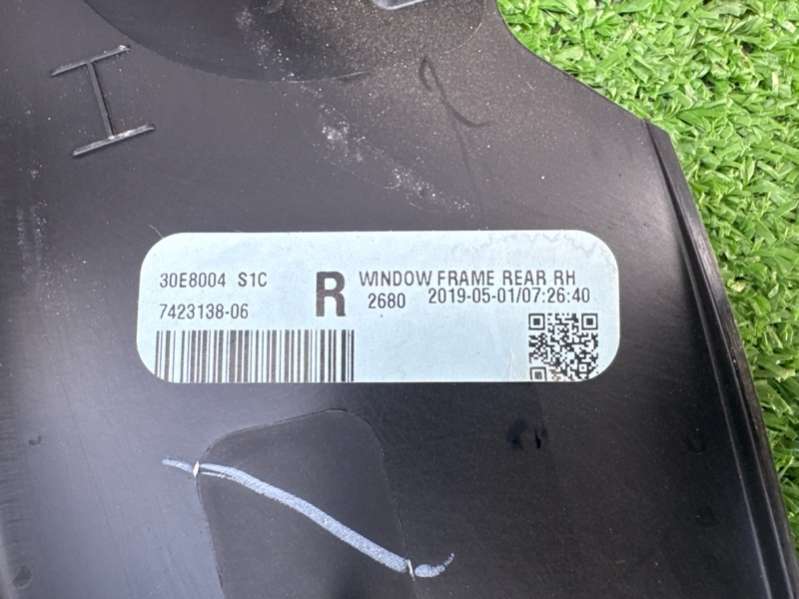 30E8004 S1C
7423138-06
R
WINDOW FRAME REAR RH
2680 2019-05-01/07:26:40